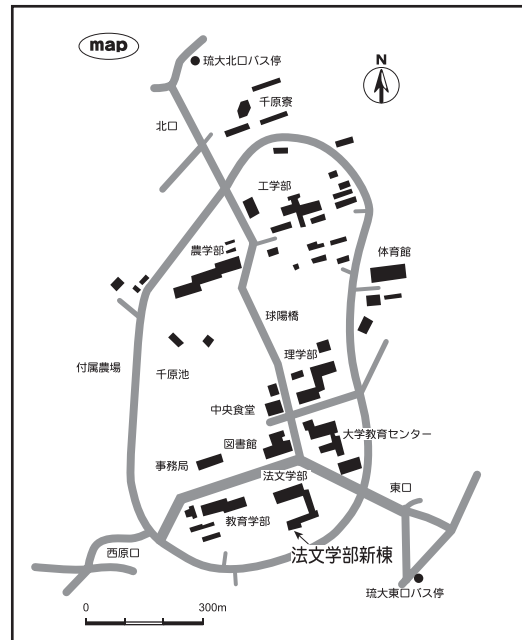 map
琉大北口バス停
N
千原寮
北口
工学部
農学部
体育館
球陽橋
理学部
付属農場
千原池
中央食堂
大学教育センター
図書館
事務局
法文学部
東口
教育学部
西原口
法文学部新棟
琉大東口バス停
0 300m